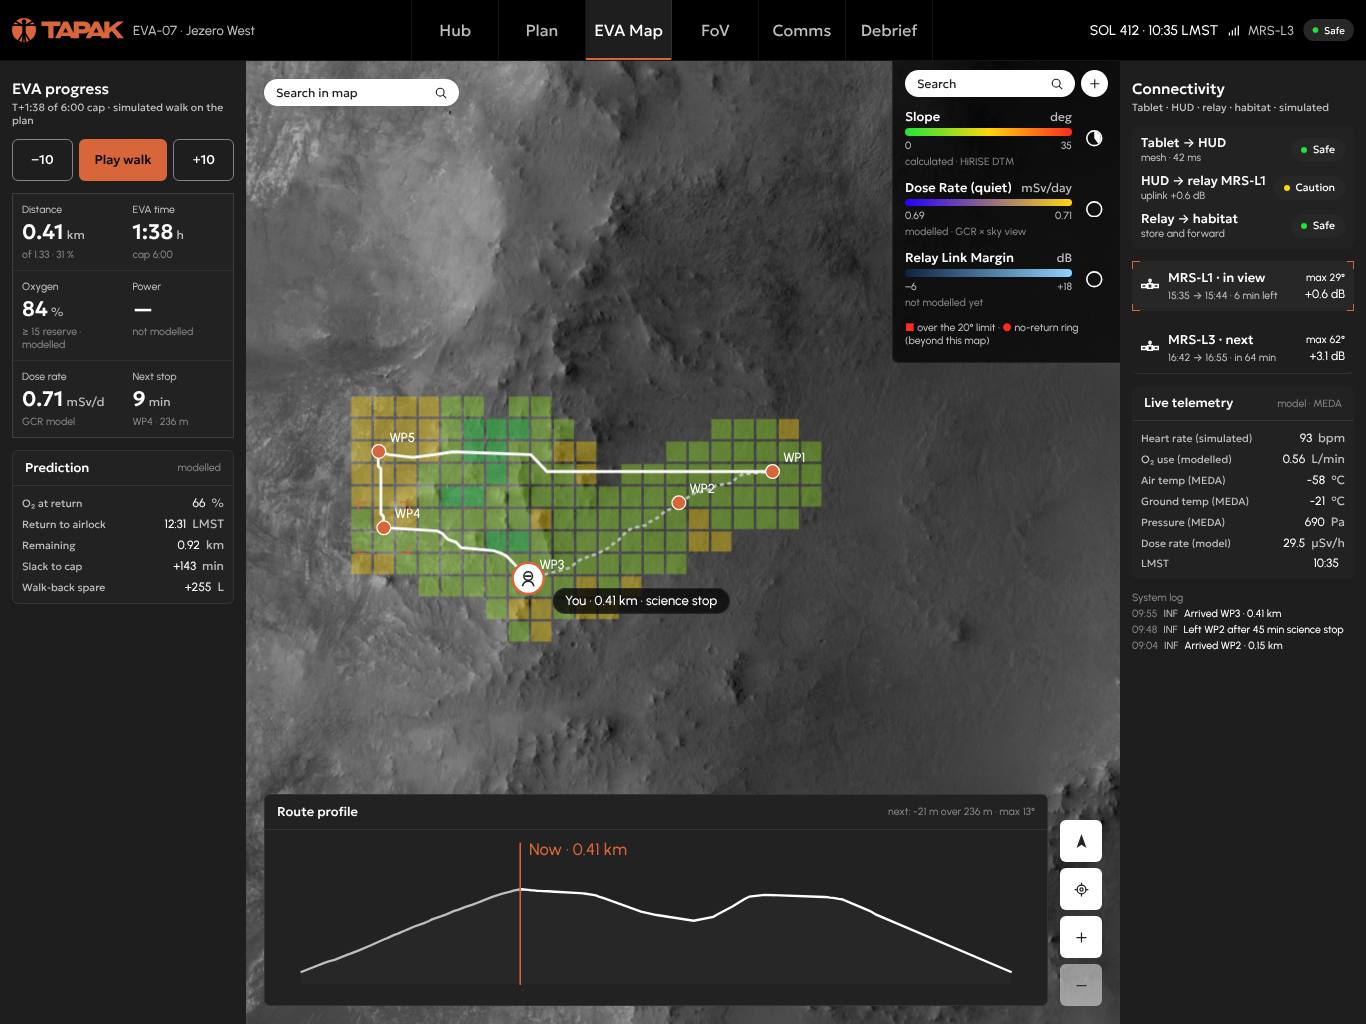 TAPAK
EVA-07 · Jezero West
Hub
Plan
EVA Map
FoV
Comms
Debrief
SOL 412 · 10:35 LMST
MRS-L3
Safe
EVA progress
T+1:38 of 6:00 cap · simulated walk on the
plan
−10
Play walk
+10
Distance
0.41 km
of 1.33 · 31 %
EVA time
1:38 h
cap 6:00
Oxygen
84 %
≥ 15 reserve ·
modelled
Power
—
not modelled
Dose rate
0.71 mSv/d
GCR model
Next stop
9 min
WP4 · 236 m
Prediction
modelled
O₂ at return 66 %
Return to airlock 12:31 LMST
Remaining 0.92 km
Slack to cap +143 min
Walk-back spare +255 L
Search in map
Search
+
Slope deg
0 35
calculated · HiRISE DTM
Dose Rate (quiet) mSv/day
0.69 0.71
modelled · GCR × sky view
Relay Link Margin dB
−6 +18
not modelled yet
over the 20° limit · no-return ring
(beyond this map)
WP5
WP1
WP2
WP4
WP3
You · 0.41 km · science stop
Route profile
next: -21 m over 236 m · max 13°
Now · 0.41 km
+
−
Connectivity
Tablet · HUD · relay · habitat · simulated
Tablet → HUD
mesh · 42 ms
Safe
HUD → relay MRS-L1
uplink +0.6 dB
Caution
Relay → habitat
store and forward
Safe
MRS-L1 · in view
max 29°
15:35 → 15:44 · 6 min left
+0.6 dB
MRS-L3 · next
max 62°
16:42 → 16:55 · in 64 min
+3.1 dB
Live telemetry
model · MEDA
Heart rate (simulated) 93 bpm
O₂ use (modelled) 0.56 L/min
Air temp (MEDA) −58 °C
Ground temp (MEDA) −21 °C
Pressure (MEDA) 690 Pa
Dose rate (model) 29.5 μSv/h
LMST 10:35
System log
09:55 INF Arrived WP3 · 0.41 km
09:48 INF Left WP2 after 45 min science stop
09:04 INF Arrived WP2 · 0.15 km